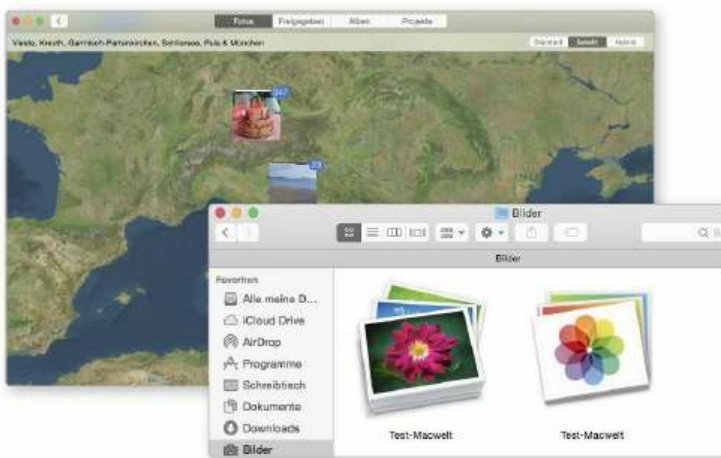 Fotos Freigegeben Alben Projekte
Vieste, Kreuth, Garmisch-Partenkirchen, Schliersee, Pula & München
Standard Satellit Hybrid
Bilder
Bilder
Favoriten
Alle meine D...
iCloud Drive
AirDrop
Programme
Schreibtisch
Dokumente
Downloads
Bilder
Test-Macwelt
Test-Macwelt